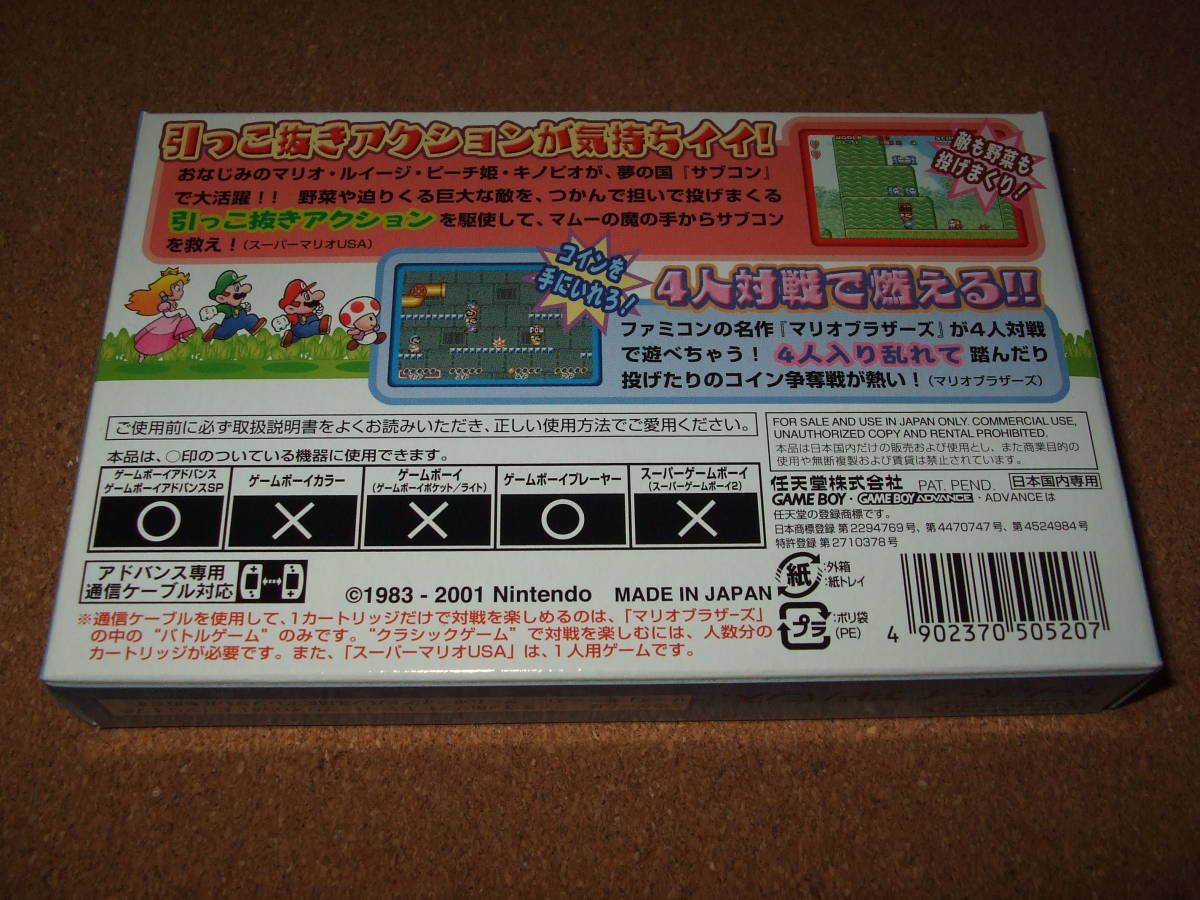 引っこ抜きアクションが気持ちイイ!
おなじみのマリオ・ルイージ・ピーチ姫・キノピオが、夢の国『サブコン』
で大活躍!! 野菜や迫りくる巨大な敵を、つかんで担いで投げまくる
引っこ抜きアクションを駆使して、マムーの魔の手からサブコン
を救え!(スーパーマリオUSA)
敵も野菜も
投げまくり!
コインを
手にいれろ!
4人対戦で燃える!!
ファミコンの名作『マリオブラザーズ』が4人対戦
で遊べちゃう! 4人入り乱れて 踏んだり
投げたりのコイン争奪戦が熱い!(マリオブラザーズ)
ご使用前に必ず取扱説明書をよくお読みいただき、正しい使用方法でご愛用ください。
本品は、○印のついている機器に使用できます。
ゲームボーイアドバンス
ゲームボーイアドバンスSP
ゲームボーイカラー
ゲームボーイ
(ゲームボーイポケット/ライト)
ゲームボーイプレーヤー
スーパーゲームボーイ
(スーパーゲームボーイ2)
○ × × ○ ×
FOR SALE AND USE IN JAPAN ONLY. COMMERCIAL USE,
UNAUTHORIZED COPY AND RENTAL PROHIBITED.
本品は日本国内だけの販売および使用とし、また商業目的の
使用や無断複製および賃貸は禁止されています。
任天堂株式会社 PAT. PEND. 日本国内専用
GAME BOY・GAME BOY ADVANCE・ADVANCEは
任天堂の登録商標です。
日本商標登録 第2294769号、第4470747号、第4524984号
特許登録 第2710378号
アドバンス専用
通信ケーブル対応
©1983 - 2001 Nintendo MADE IN JAPAN
紙 :外箱
:紙トレイ
プラ :ポリ袋
(PE)
4 902370 505207
※通信ケーブルを使用して、1カートリッジだけで対戦を楽しめるのは、「マリオブラザーズ」
の中の“バトルゲーム”のみです。“クラシックゲーム”で対戦を楽しむには、人数分の
カートリッジが必要です。また、「スーパーマリオUSA」は、1人用ゲームです。